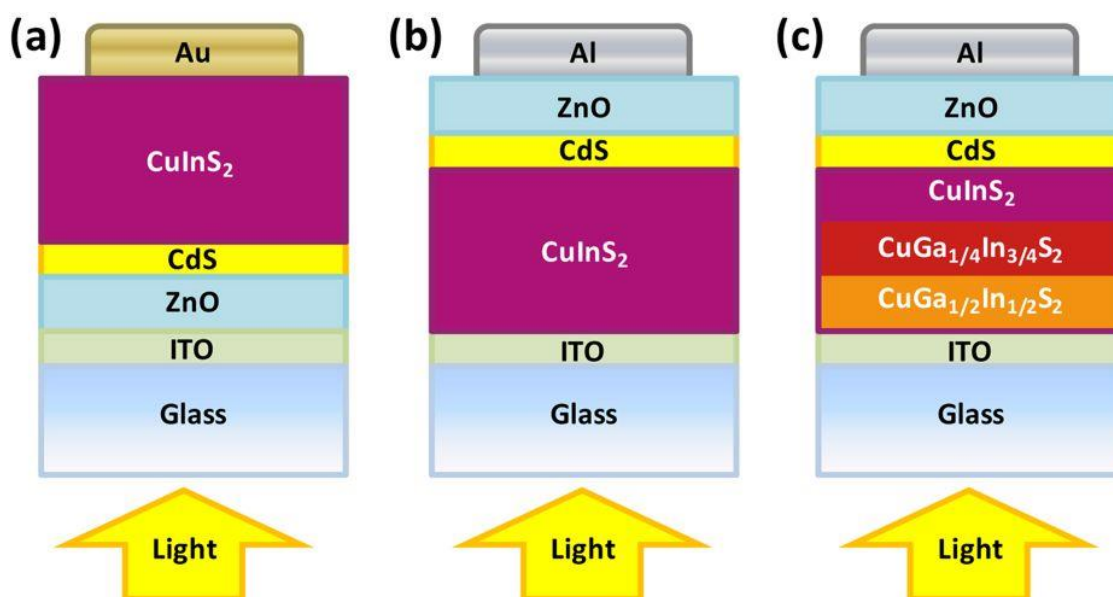 (a)
Au
CuInS₂
CdS
ZnO
ITO
Glass
Light
(b)
Al
ZnO
CdS
CuInS₂
ITO
Glass
Light
(c)
Al
ZnO
CdS
CuInS₂
CuGa₁/₄In₃/₄S₂
CuGa₁/₂In₁/₂S₂
ITO
Glass
Light